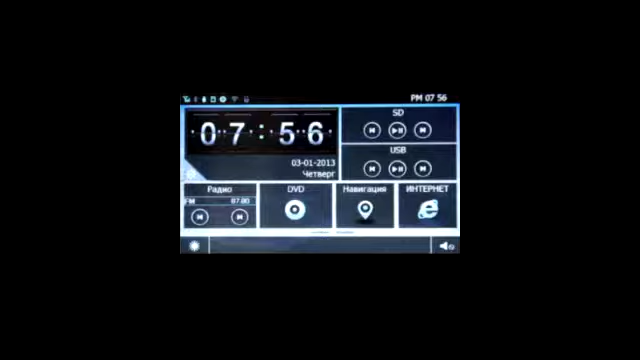 PM 07 56
07:56
SD
03-01-2013
Четверг
USB
Радио
FM 87.00
DVD
Навигация
ИНТЕРНЕТ